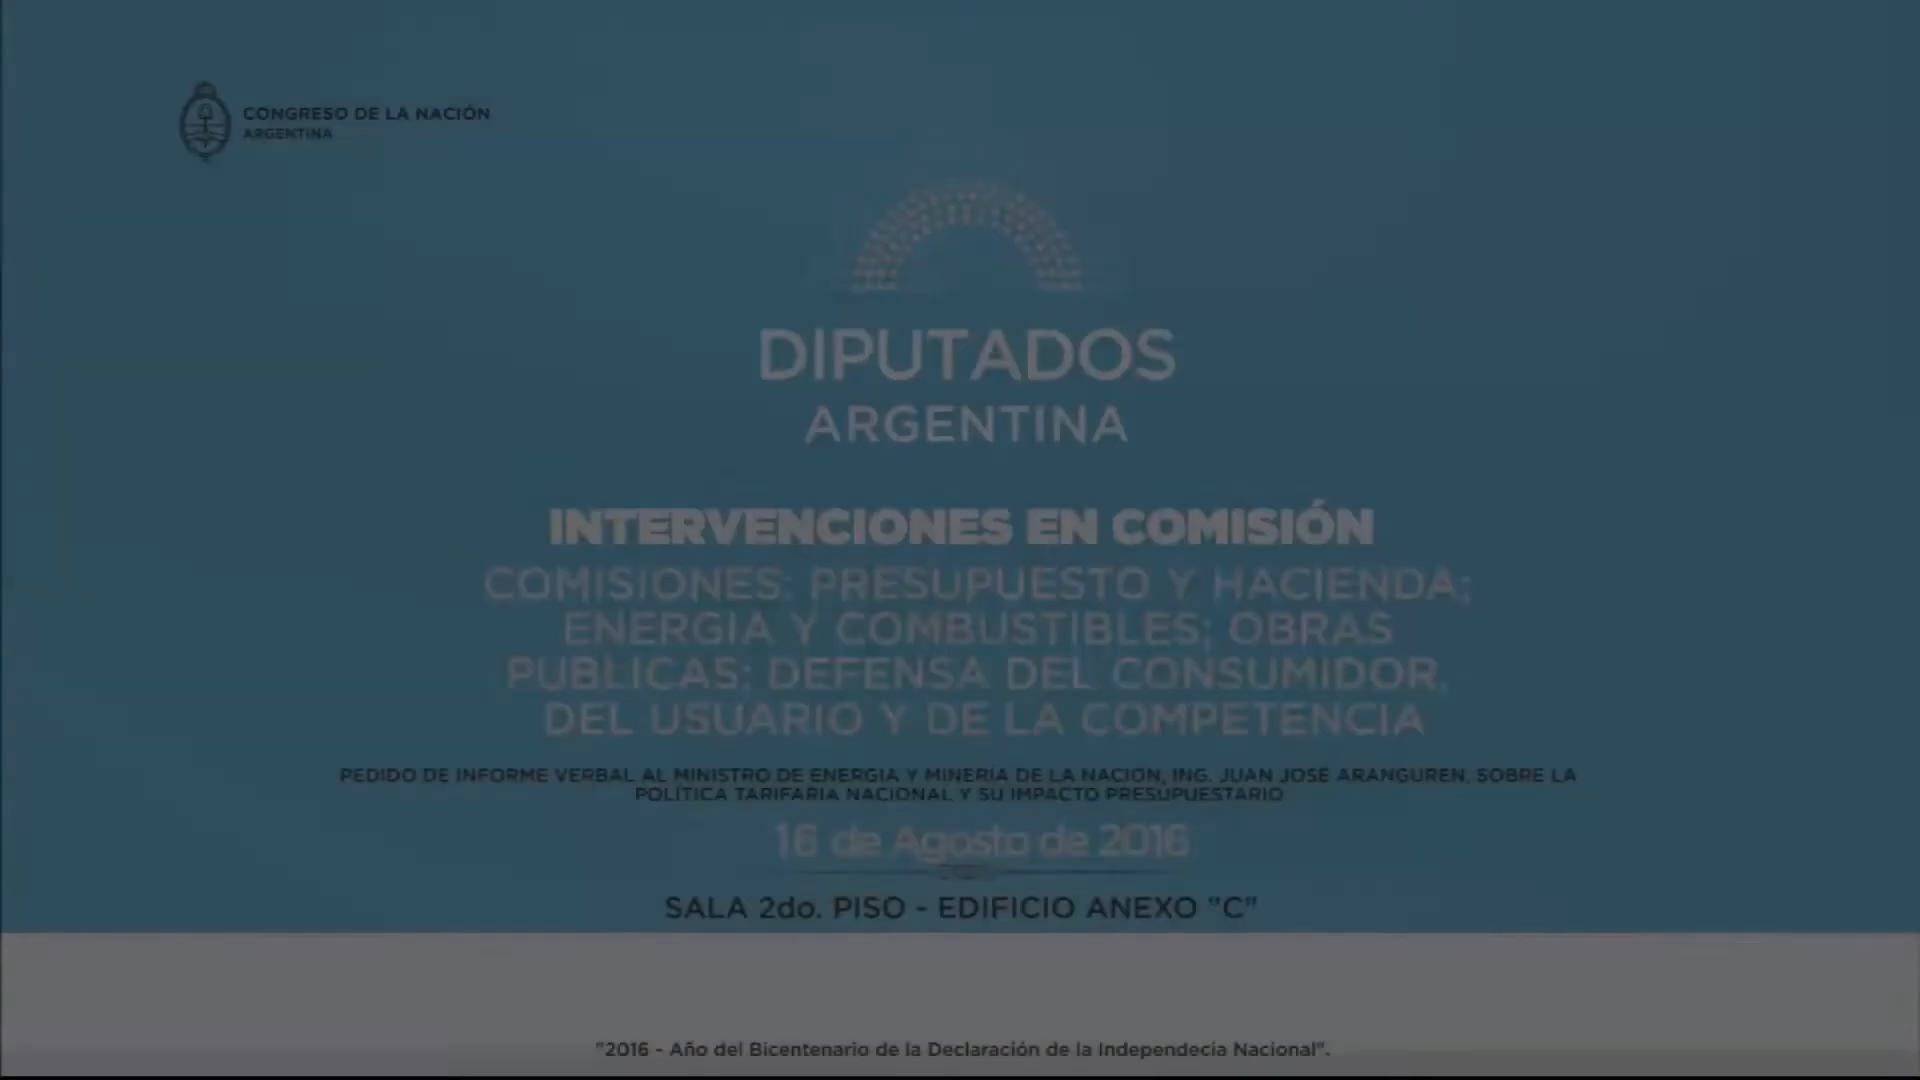 CONGRESO DE LA NACIÓN
ARGENTINA
DIPUTADOS
ARGENTINA
INTERVENCIONES EN COMISIÓN
COMISIONES: PRESUPUESTO Y HACIENDA;
ENERGIA Y COMBUSTIBLES; OBRAS
PUBLICAS; DEFENSA DEL CONSUMIDOR,
DEL USUARIO Y DE LA COMPETENCIA
PEDIDO DE INFORME VERBAL AL MINISTRO DE ENERGIA Y MINERIA DE LA NACION, ING. JUAN JOSE ARANGUREN, SOBRE LA
POLÍTICA TARIFARIA NACIONAL Y SU IMPACTO PRESUPUESTARIO
16 de Agosto de 2016
SALA 2do. PISO - EDIFICIO ANEXO "C"
"2016 - Año del Bicentenario de la Declaración de la Independecia Nacional".